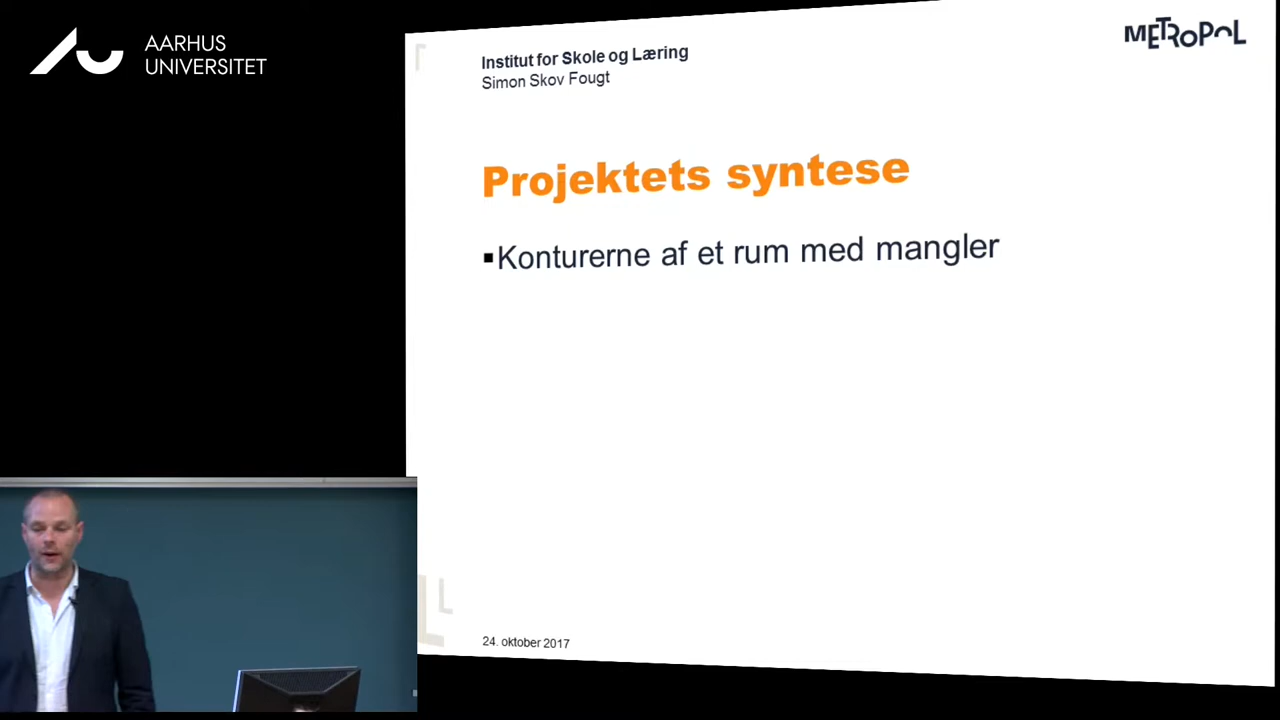 AARHUS
UNIVERSITET
METROPOL
Institut for Skole og Læring
Simon Skov Fougt
Projektets syntese
▪Konturerne af et rum med mangler
24. oktober 2017